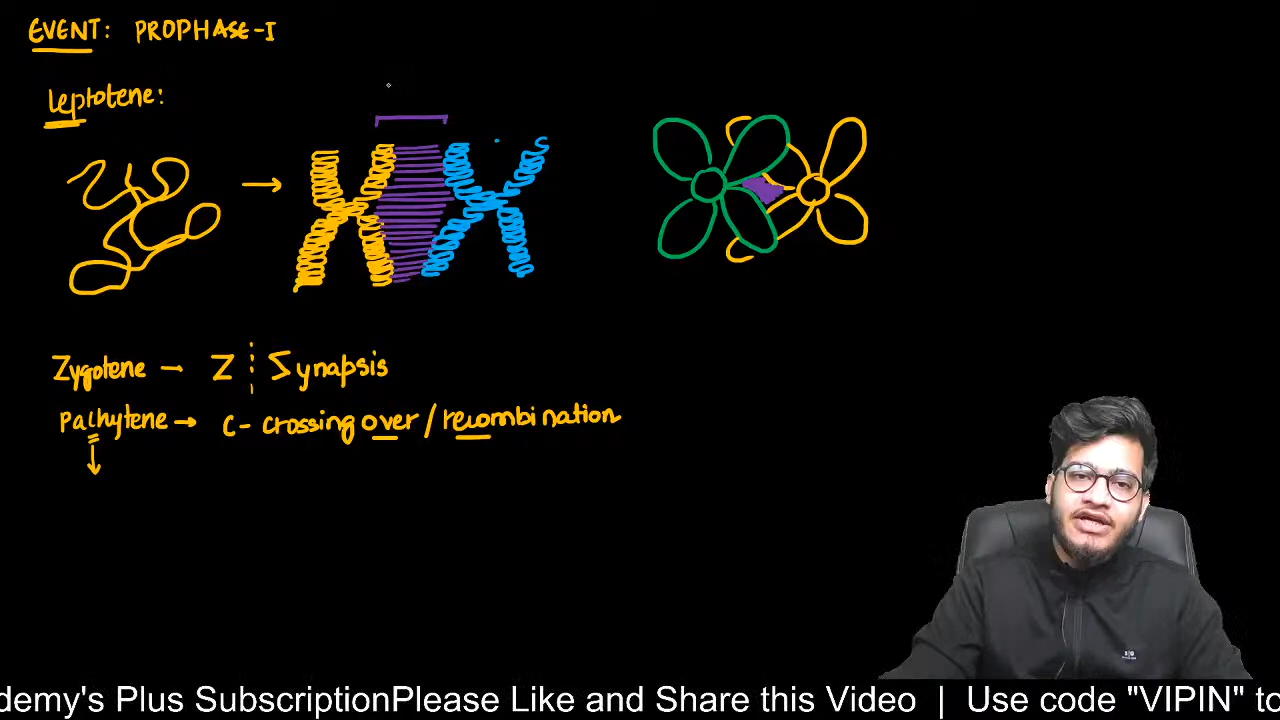 EVENT: PROPHASE-I
Leptotene:
Zygotene → Z Synapsis
Pachytene → C- crossing over / recombination
demy's Plus SubscriptionPlease Like and Share this Video | Use code "VIPIN" to